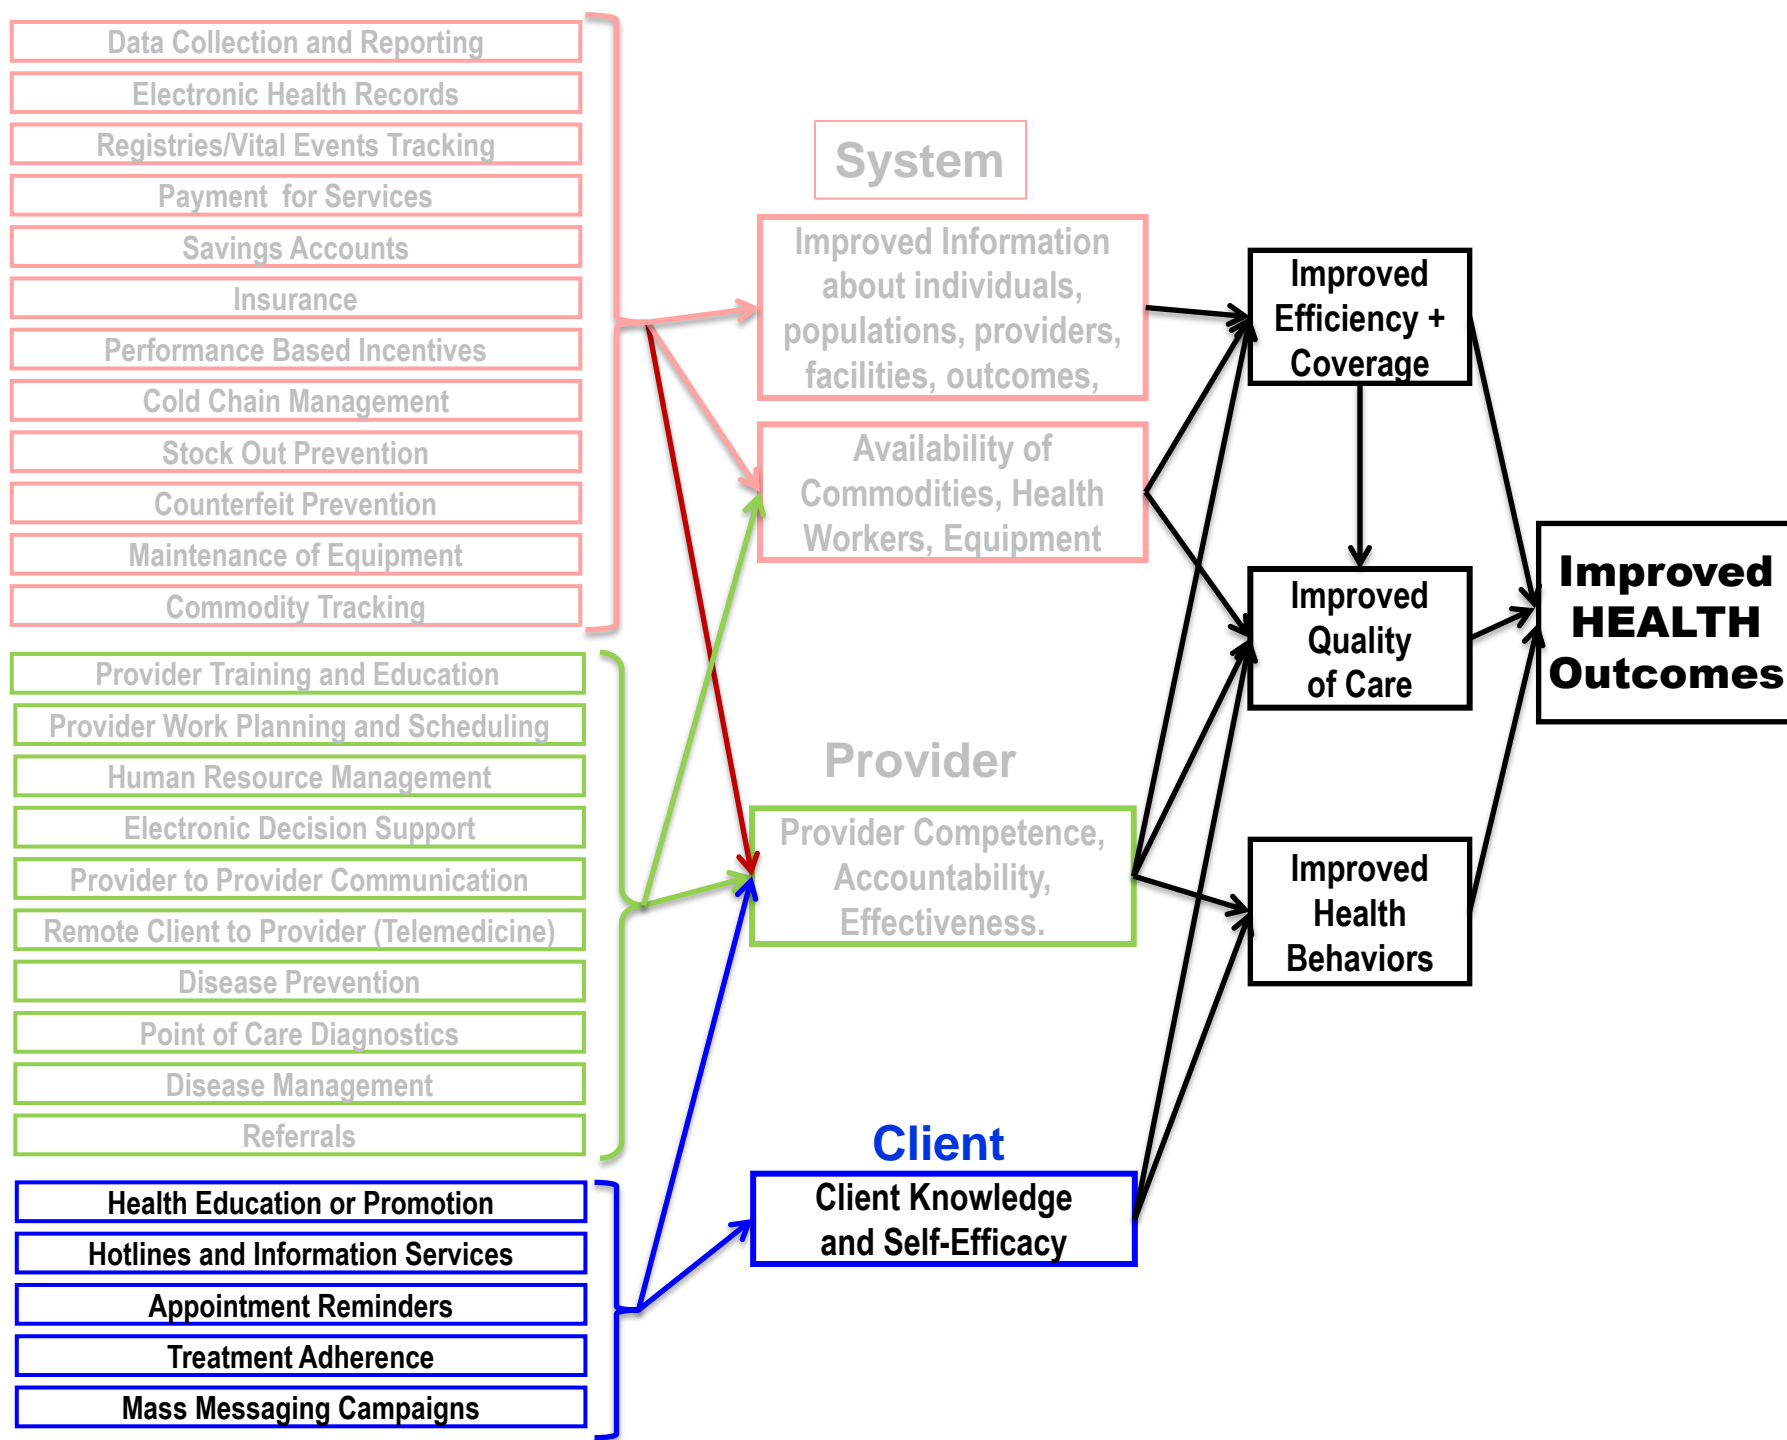 Data Collection and Reporting
Electronic Health Records
Registries/Vital Events Tracking
Payment for Services
Savings Accounts
Insurance
Performance Based Incentives
Cold Chain Management
Stock Out Prevention
Counterfeit Prevention
Maintenance of Equipment
Commodity Tracking
Provider Training and Education
Provider Work Planning and Scheduling
Human Resource Management
Electronic Decision Support
Provider to Provider Communication
Remote Client to Provider (Telemedicine)
Disease Prevention
Point of Care Diagnostics
Disease Management
Referrals
Health Education or Promotion
Hotlines and Information Services
Appointment Reminders
Treatment Adherence
Mass Messaging Campaigns
System
Improved Information
about individuals,
populations, providers,
facilities, outcomes,
Availability of
Commodities, Health
Workers, Equipment
Provider
Provider Competence,
Accountability,
Effectiveness.
Client
Client Knowledge
and Self-Efficacy
Improved
Efficiency +
Coverage
Improved
Quality
of Care
Improved
Health
Behaviors
Improved
HEALTH
Outcomes